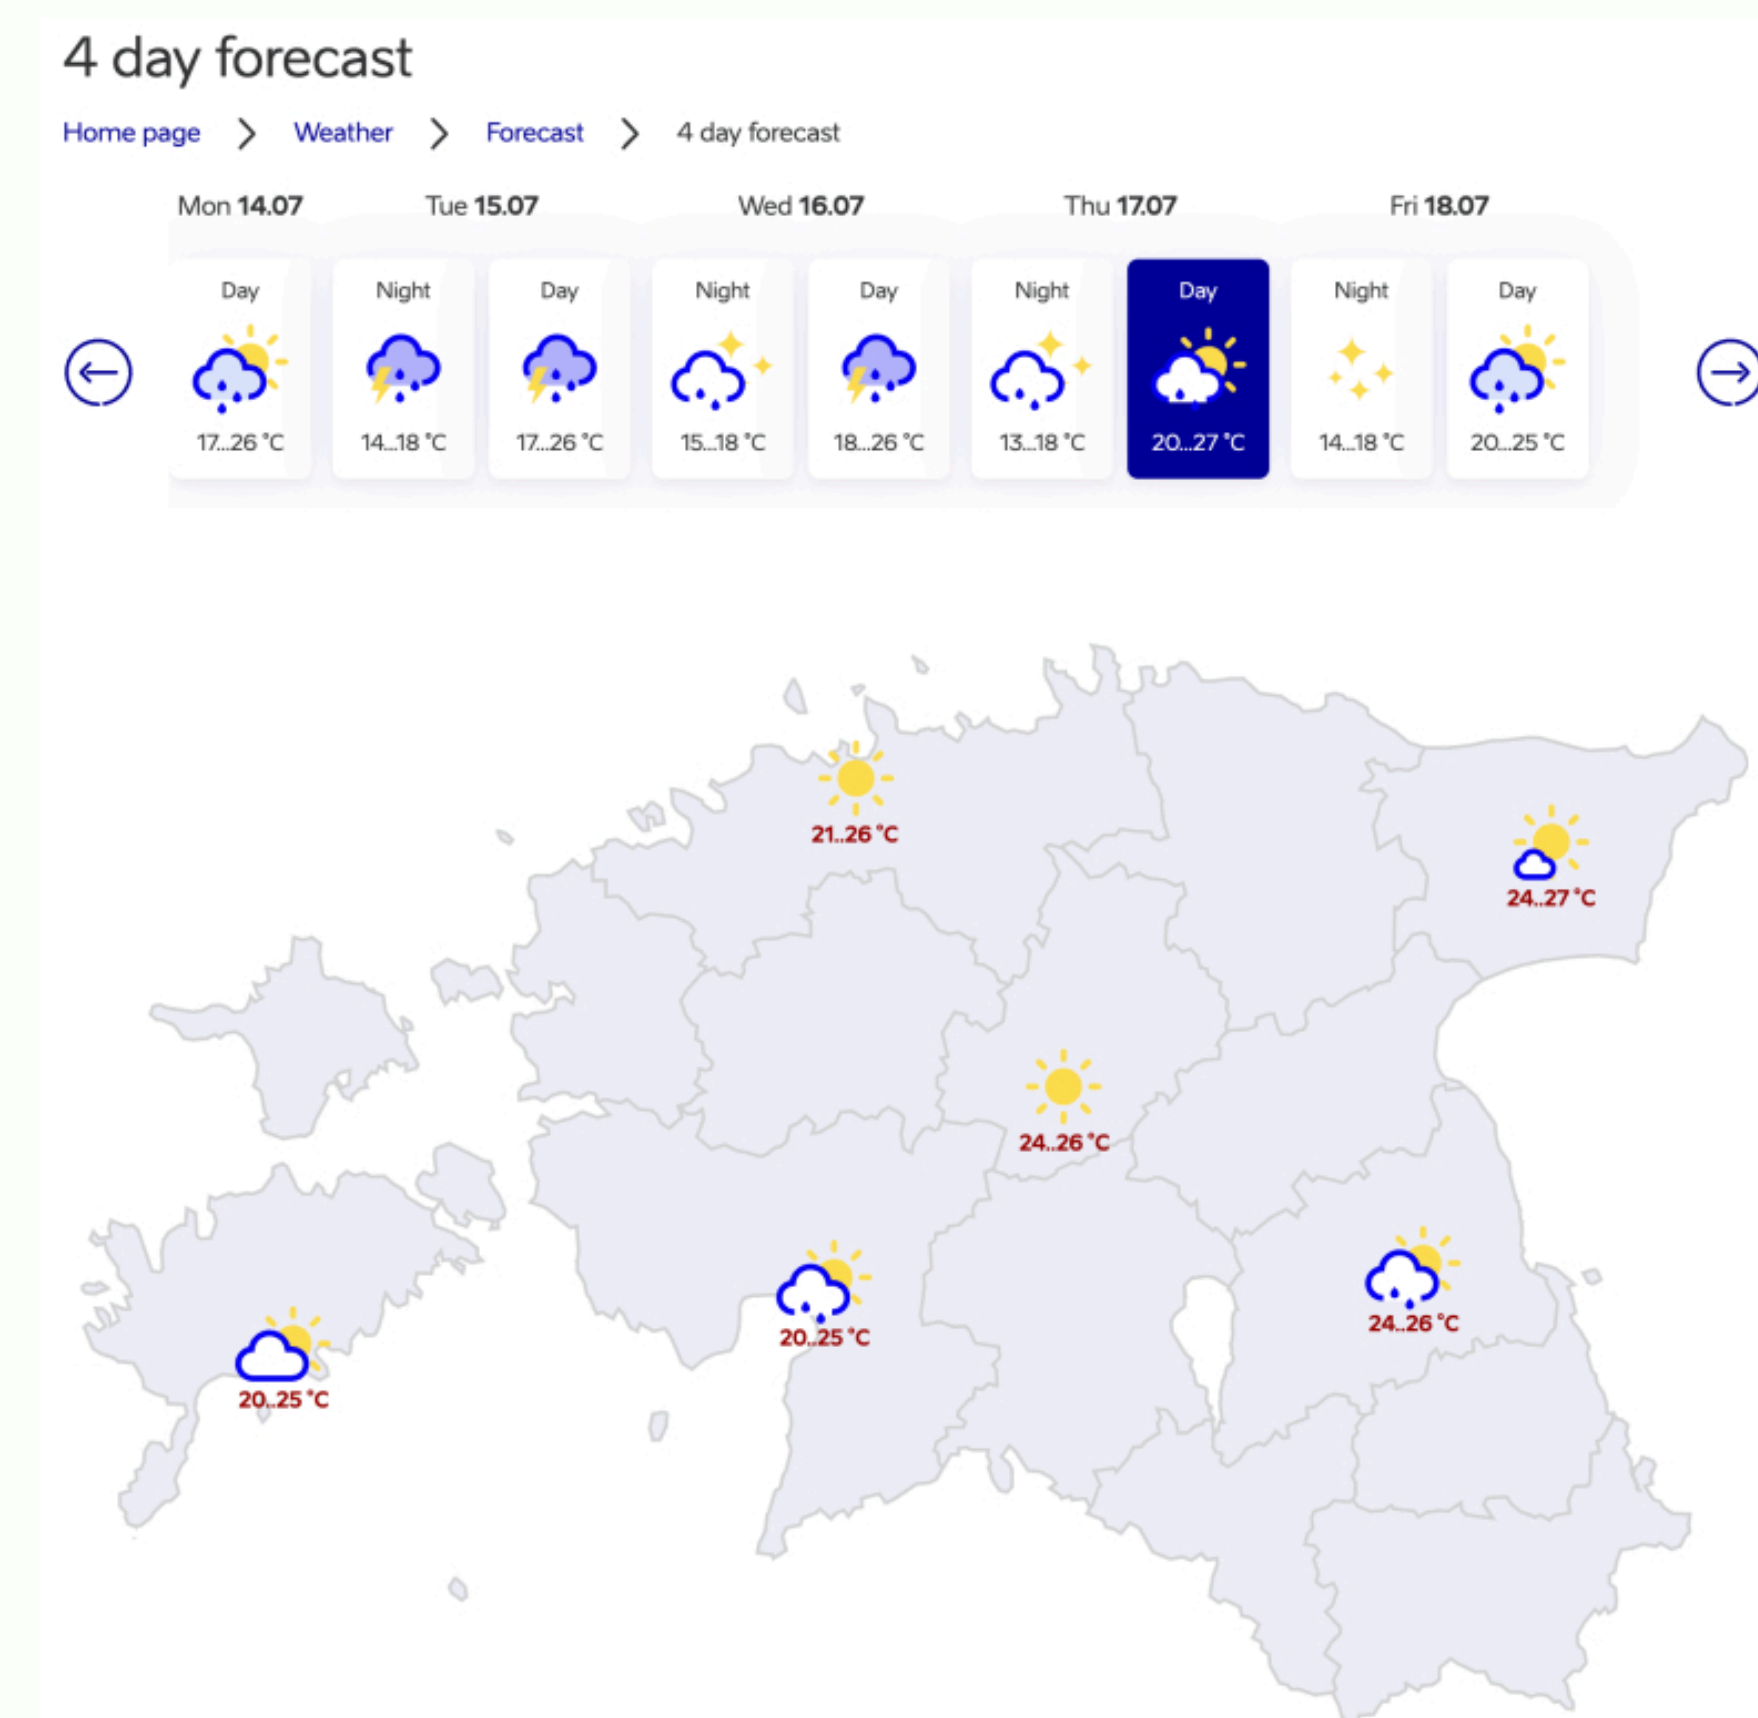 4 day forecast
Home page Weather Forecast 4 day forecast
Mon 14.07 Tue 15.07 Wed 16.07 Thu 17.07 Fri 18.07
Day Night Day Night Day Night Day Night Day
17...26 °C 14...18 °C 17...26 °C 15...18 °C 18...26 °C 13...18 °C 20...27 °C 14...18 °C 20...25 °C
21..26 °C
24..27 °C
24..26 °C
20..25 °C
24..26 °C
20..25 °C